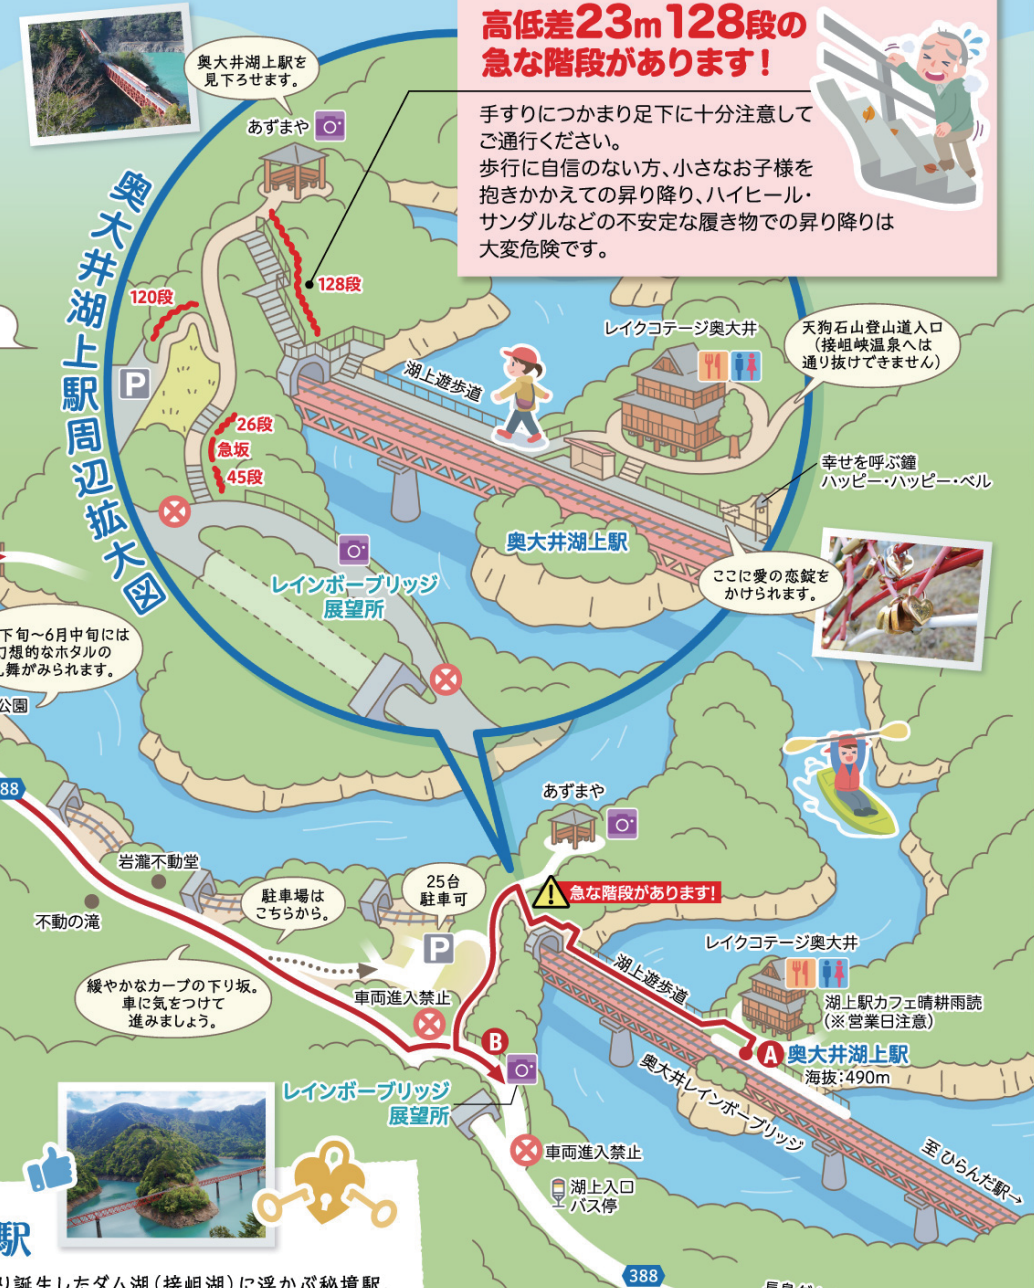 高低差23m128段の
急な階段があります!
手すりにつかまり足下に十分注意して
ご通行ください。
歩行に自信のない方、小さなお子様を
抱きかかえての昇り降り、ハイヒール・
サンダルなどの不安定な履き物での昇り降りは
大変危険です。
奥大井湖上駅を
見下ろせます。
あずまや
奥大井湖上駅周辺拡大図
128段
120段
P
26段
急坂
45段
湖上遊歩道
レイクコテージ奥大井
天狗石山登山道入口
(接岨峡温泉へは
通り抜けできません)
幸せを呼ぶ鐘
ハッピー・ハッピー・ベル
奥大井湖上駅
レインボーブリッジ
展望所
ここに愛の恋錠を
かけられます。
下旬~6月中旬には
幻想的なホタルの
乱舞がみられます。
公園
88
岩瀧不動堂
不動の滝
駐車場は
こちらから。
25台
駐車可
P
あずまや
急な階段があります!
緩やかなカーブの下り坂。
車に気をつけて
進みましょう。
車両進入禁止
B
レインボーブリッジ
展望所
湖上遊歩道
レイクコテージ奥大井
湖上駅カフェ晴耕雨読
(※営業日注意)
A 奥大井湖上駅
海抜:490m
奥大井レインボーブリッジ
至 ひらんだ駅→
車両進入禁止
湖上入口
バス停
388
駅
り誕生したダム湖(接岨湖)に浮かぶ秘境駅